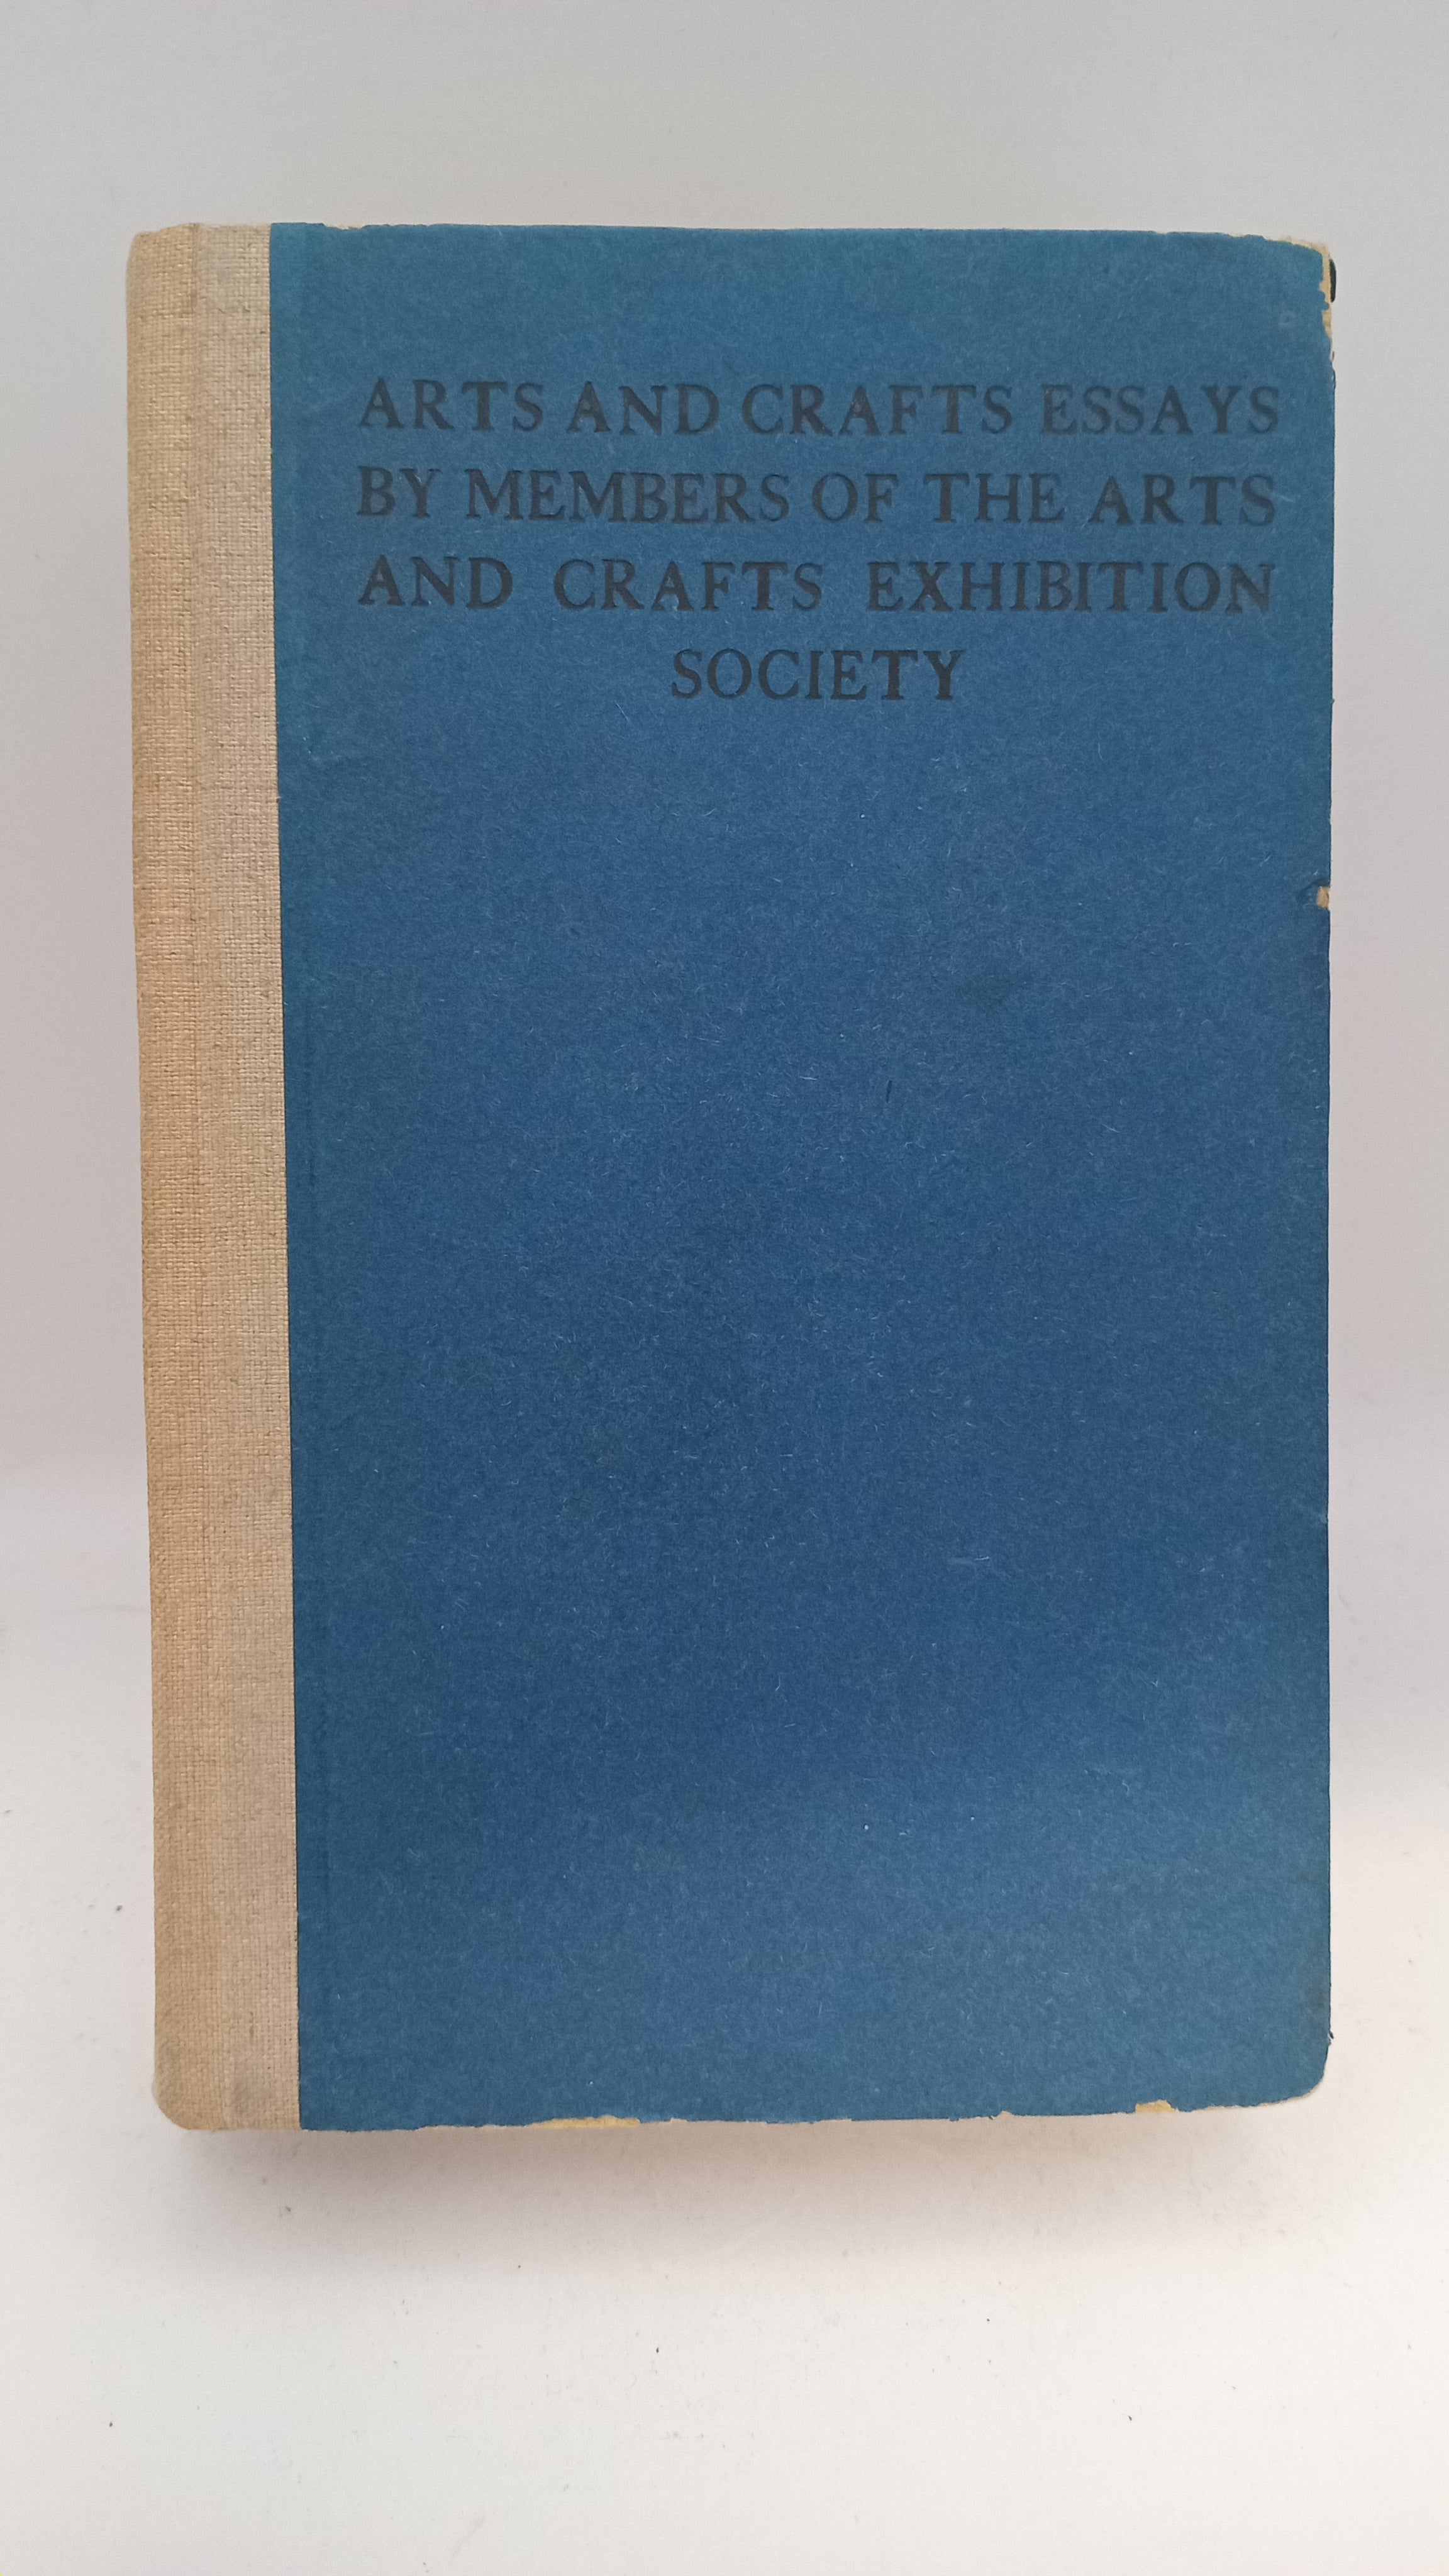 ARTS AND CRAFTS ESSAYS
BY MEMBERS OF THE ARTS
AND CRAFTS EXHIBITION
SOCIETY